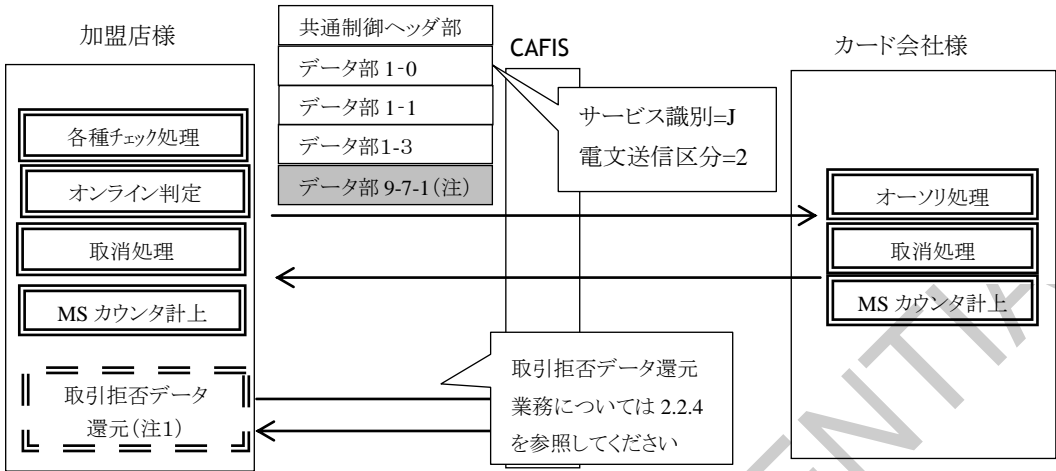 加盟店様
共通制御ヘッダ部
データ部 1-0
データ部 1-1
データ部1-3
データ部 9-7-1(注)
CAFIS
カード会社様
サービス識別=J
電文送信区分=2
各種チェック処理
オンライン判定
取消処理
MS カウンタ計上
オーソリ処理
取消処理
MS カウンタ計上
取引拒否データ
還元(注1)
取引拒否データ還元
業務については 2.2.4
を参照してください
ENTIA